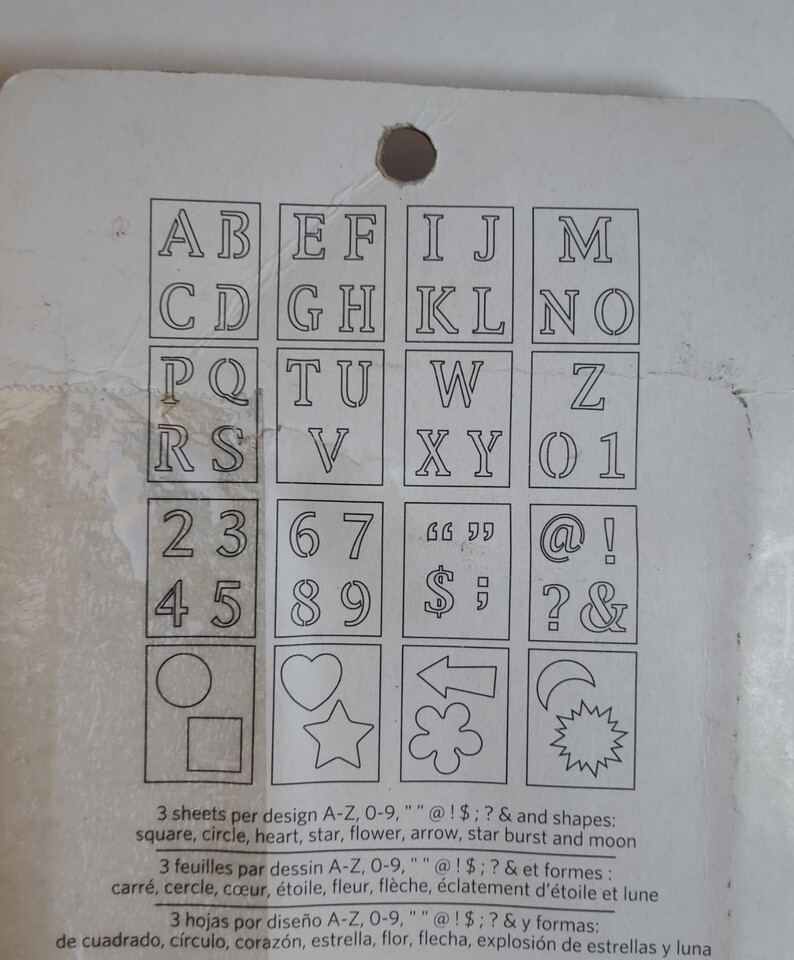 A B E F I J M
C D G H K L N O
P Q T U W Z
R S V X Y 0 1
2 3 6 7 “ ” @ !
4 5 8 9 $ ; ? &
3 sheets per design A-Z, 0-9, " " @ ! $ ; ? & and shapes:
square, circle, heart, star, flower, arrow, star burst and moon
3 feuilles par dessin A-Z, 0-9, " " @ ! $ ; ? & et formes :
carré, cercle, cœur, étoile, fleur, flèche, éclatement d'étoile et lune
3 hojas por diseño A-Z, 0-9, " " @ ! $ ; ? & y formas:
de cuadrado, círculo, corazón, estrella, flor, flecha, explosión de estrellas y luna